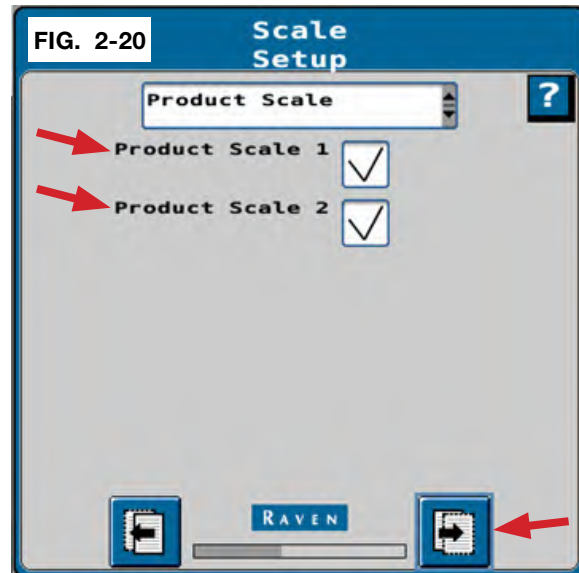 FIG. 2-20
Scale
Setup
Product Scale
?
Product Scale 1
Product Scale 2
RAVEN